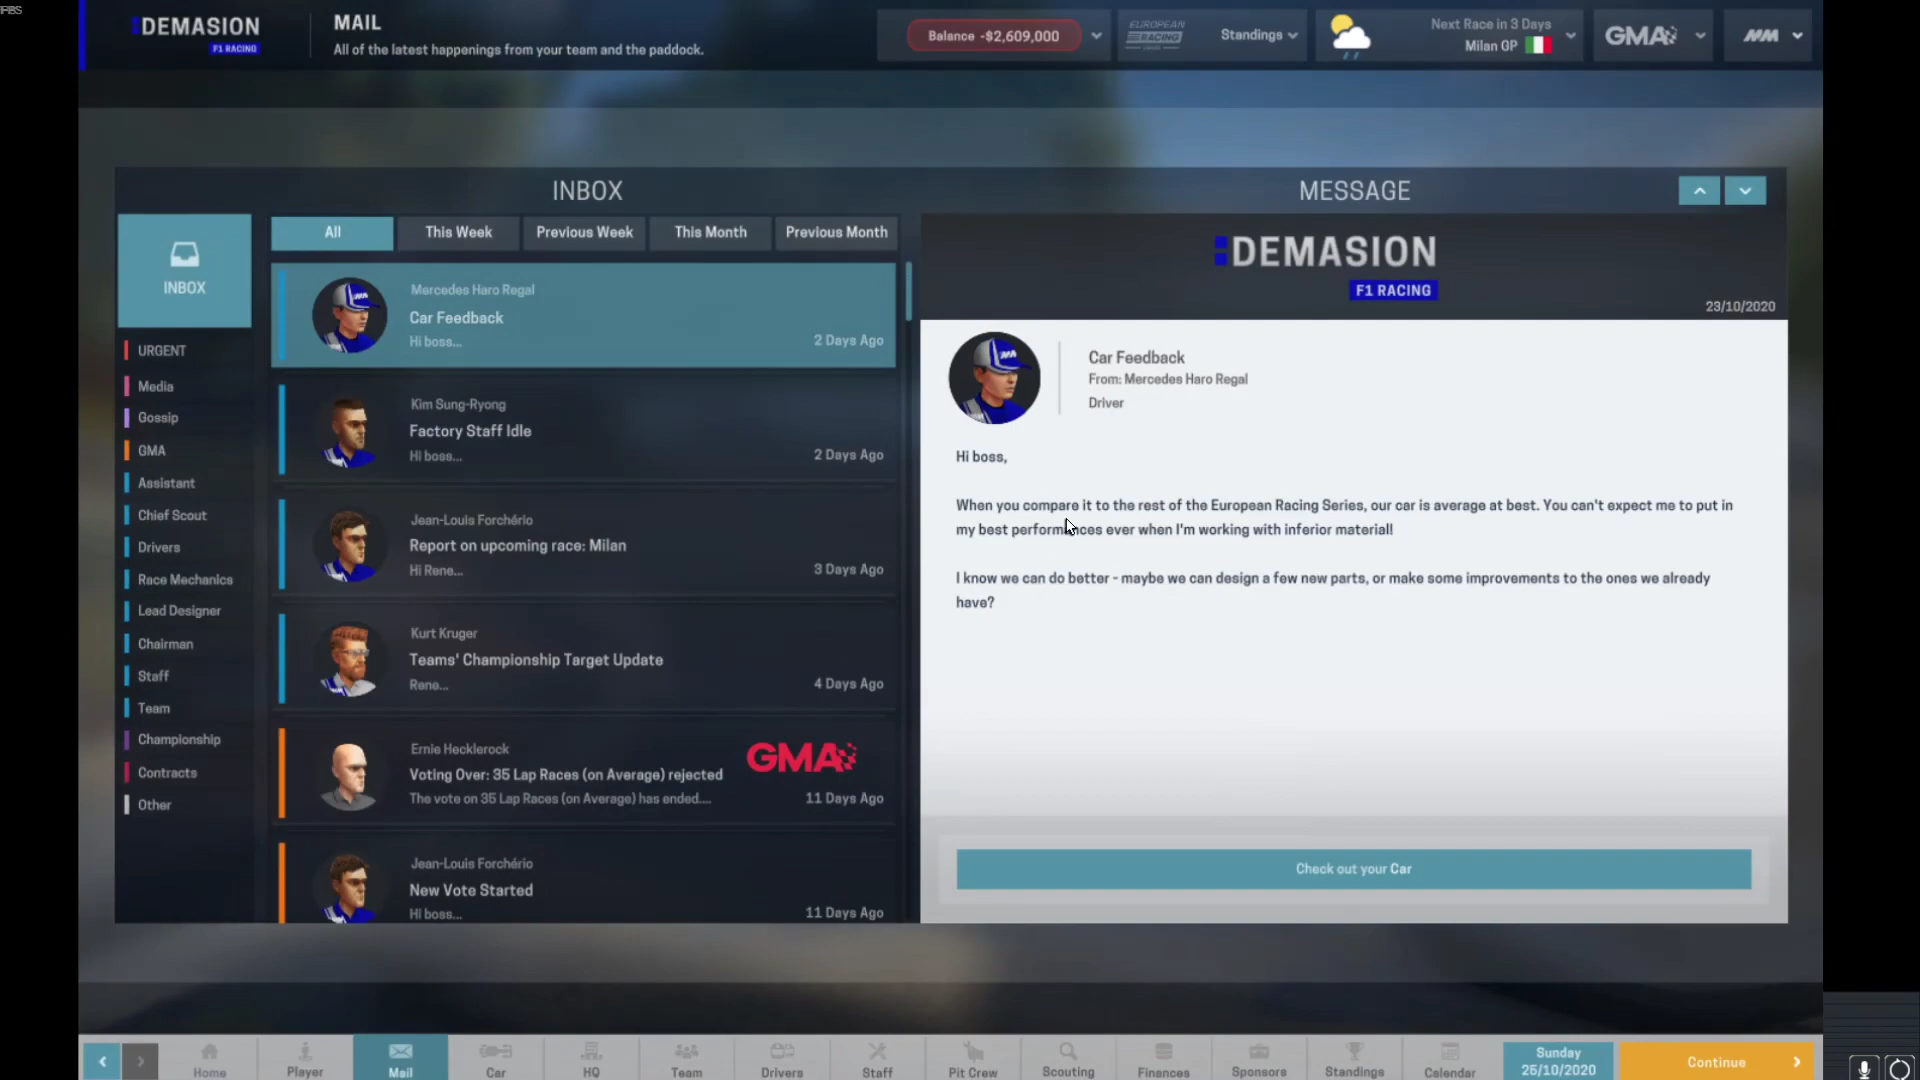 DEMASION
F1 RACING
MAIL
All of the latest happenings from your team and the paddock.
Balance -$2,609,000
EUROPEAN
RACING
Standings
Next Race in 3 Days
Milan GP
GMA
MM
INBOX
MESSAGE
INBOX
URGENT
Media
Gossip
GMA
Assistant
Chief Scout
Drivers
Race Mechanics
Lead Designer
Chairman
Staff
Team
Championship
Contracts
Other
All
This Week
Previous Week
This Month
Previous Month
Mercedes Haro Regal
Car Feedback
Hi boss...
2 Days Ago
Kim Sung-Ryong
Factory Staff Idle
Hi boss...
2 Days Ago
Jean-Louis Forchério
Report on upcoming race: Milan
Hi Rene...
3 Days Ago
Kurt Kruger
Teams' Championship Target Update
Rene...
4 Days Ago
Ernie Hecklerock
Voting Over: 35 Lap Races (on Average) rejected
The vote on 35 Lap Races (on Average) has ended....
GMA
11 Days Ago
Jean-Louis Forchério
New Vote Started
Hi boss...
11 Days Ago
DEMASION
F1 RACING
23/10/2020
Car Feedback
From: Mercedes Haro Regal
Driver
Hi boss,
When you compare it to the rest of the European Racing Series, our car is average at best. You can't expect me to put in
my best performances ever when I'm working with inferior material!
I know we can do better - maybe we can design a few new parts, or make some improvements to the ones we already
have?
Check out your Car
Home
Player
Mail
Car
HQ
Team
Drivers
Staff
Pit Crew
Scouting
Finances
Sponsors
Standings
Calendar
Sunday
25/10/2020
Continue